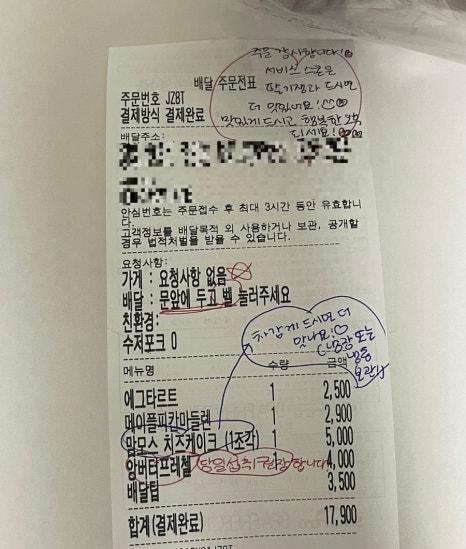 주문 감사합니다!
서비스 스콘은
딸기잼과 드시면
더 맛있어요!
맛있게 드시고 행복한 하루
되세요!
배달 주문전표
주문번호 JZ8T
결제방식 결제완료
배달주소:
안심번호는 주문접수 후 최대 3시간 동안 유효합니다.
고객정보를 배달목적 외 사용하거나 보관, 공개할
경우 법적처벌을 받을 수 있습니다.
요청사항:
가게 : 요청사항 없음
배달 : 문앞에 두고 벨 눌러주세요
친환경:
수저포크 0
차갑게 드시면 더
맛나요!
(냉장 또는
냉동
보관)
메뉴명 수량 금액
에그타르트 1 2,500
메이플피칸마들렌 1 2,900
맘모스 치즈케이크 (1조각) 1 5,000
앙버터프레첼 1 4,000
당일섭취 권장합니다
배달팁 3,500
합계(결제완료) 17,900